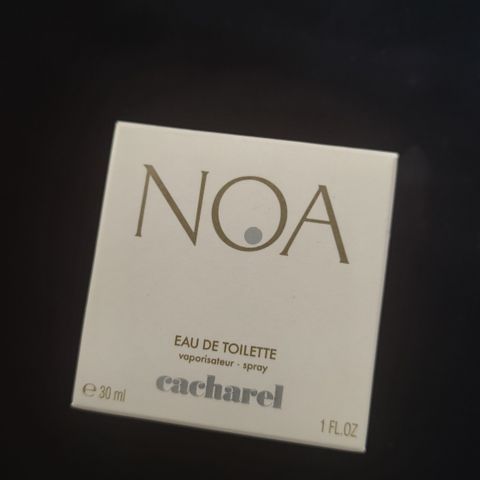 NOA
EAU DE TOILETTE
vaporisateur · spray
cacharel
℮ 30 ml
1 FL.OZ